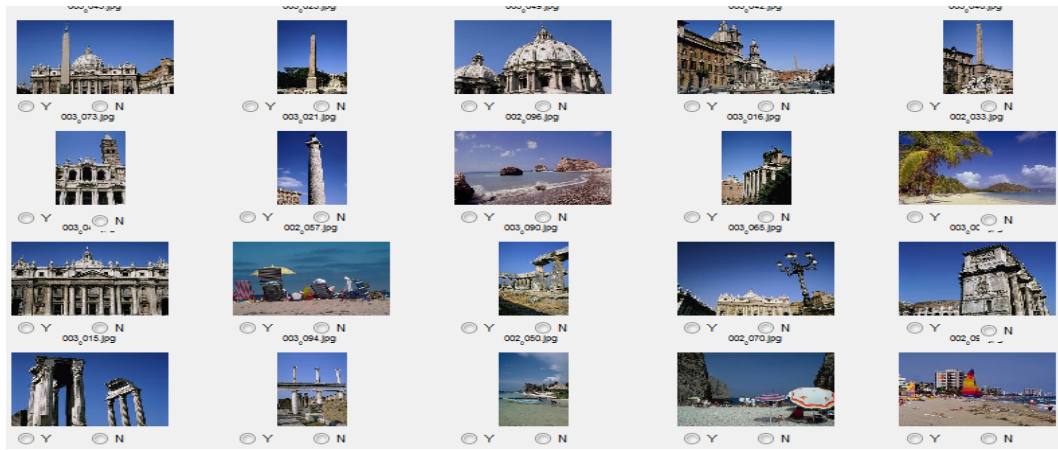 Y N Y N Y N Y N Y N
003_073.jpg 003_021.jpg 002_096.jpg 003_016.jpg 002_033.jpg
Y N Y N Y N Y N Y N
002_057.jpg 003_090.jpg 003_065.jpg
Y N Y N Y N Y N Y N
003_015.jpg 003_094.jpg 002_050.jpg 002_070.jpg
Y N Y N Y N Y N Y N